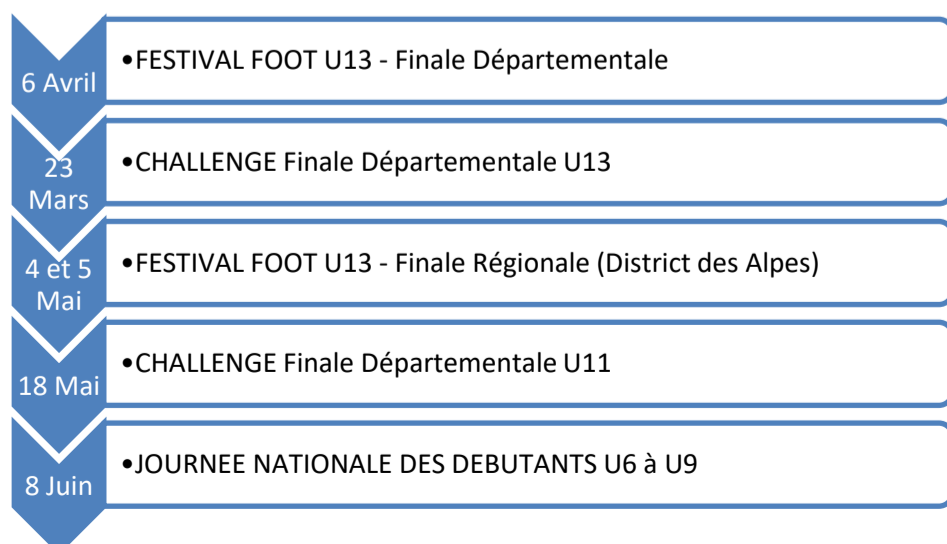 6 Avril
•FESTIVAL FOOT U13 - Finale Départementale
23
Mars
•CHALLENGE Finale Départementale U13
4 et 5
Mai
•FESTIVAL FOOT U13 - Finale Régionale (District des Alpes)
18 Mai
•CHALLENGE Finale Départementale U11
8 Juin
•JOURNEE NATIONALE DES DEBUTANTS U6 à U9